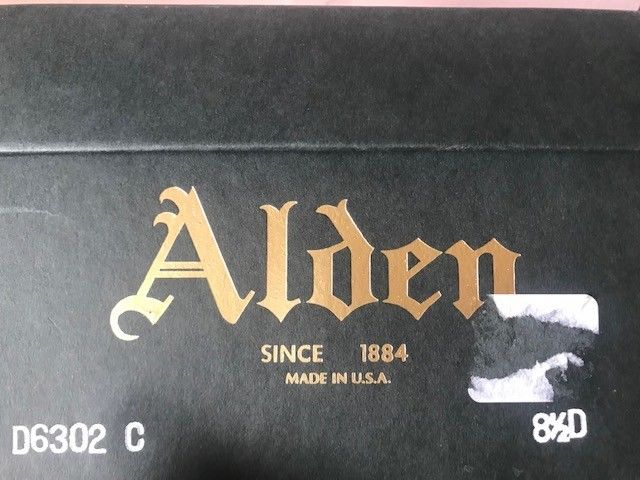 Alden
SINCE 1884
MADE IN U.S.A.
D6302 C 8½D